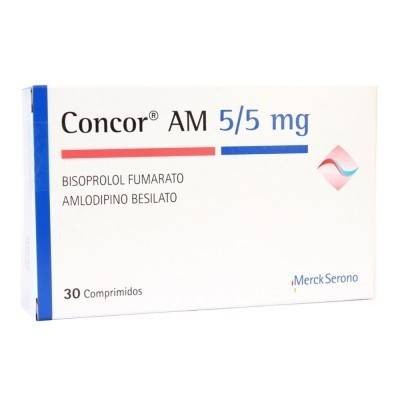 Concor® AM 5/5 mg
BISOPROLOL FUMARATO
AMLODIPINO BESILATO
30 Comprimidos
MerckSerono